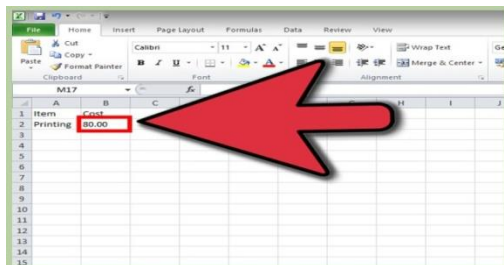 File Home Insert Page Layout Formulas Data Review View
Cut
Copy
Format Painter
Paste
Calibri 11 A A
B I U A
Wrap Text
Merge & Center
Clipboard Font Alignment
M17 fx
A B C H I J
1 Item Cost
2 Printing 80.00
3
4
5
6
7
8
9
10
11
12
13
14
15